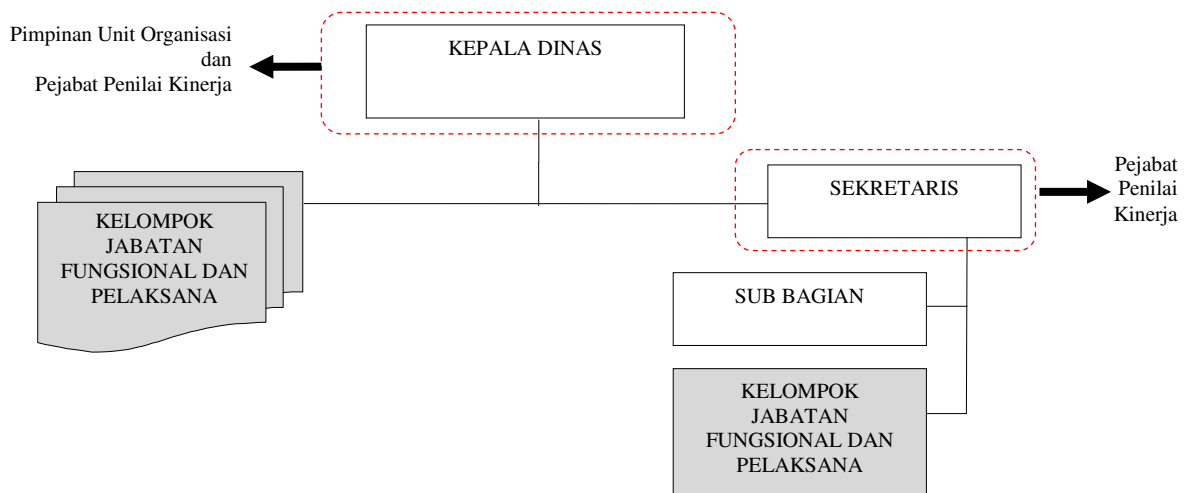 Pimpinan Unit Organisasi
dan
Pejabat Penilai Kinerja
KEPALA DINAS
SEKRETARIS
Pejabat
Penilai
Kinerja
KELOMPOK
JABATAN
FUNGSIONAL DAN
PELAKSANA
SUB BAGIAN
KELOMPOK
JABATAN
FUNGSIONAL DAN
PELAKSANA